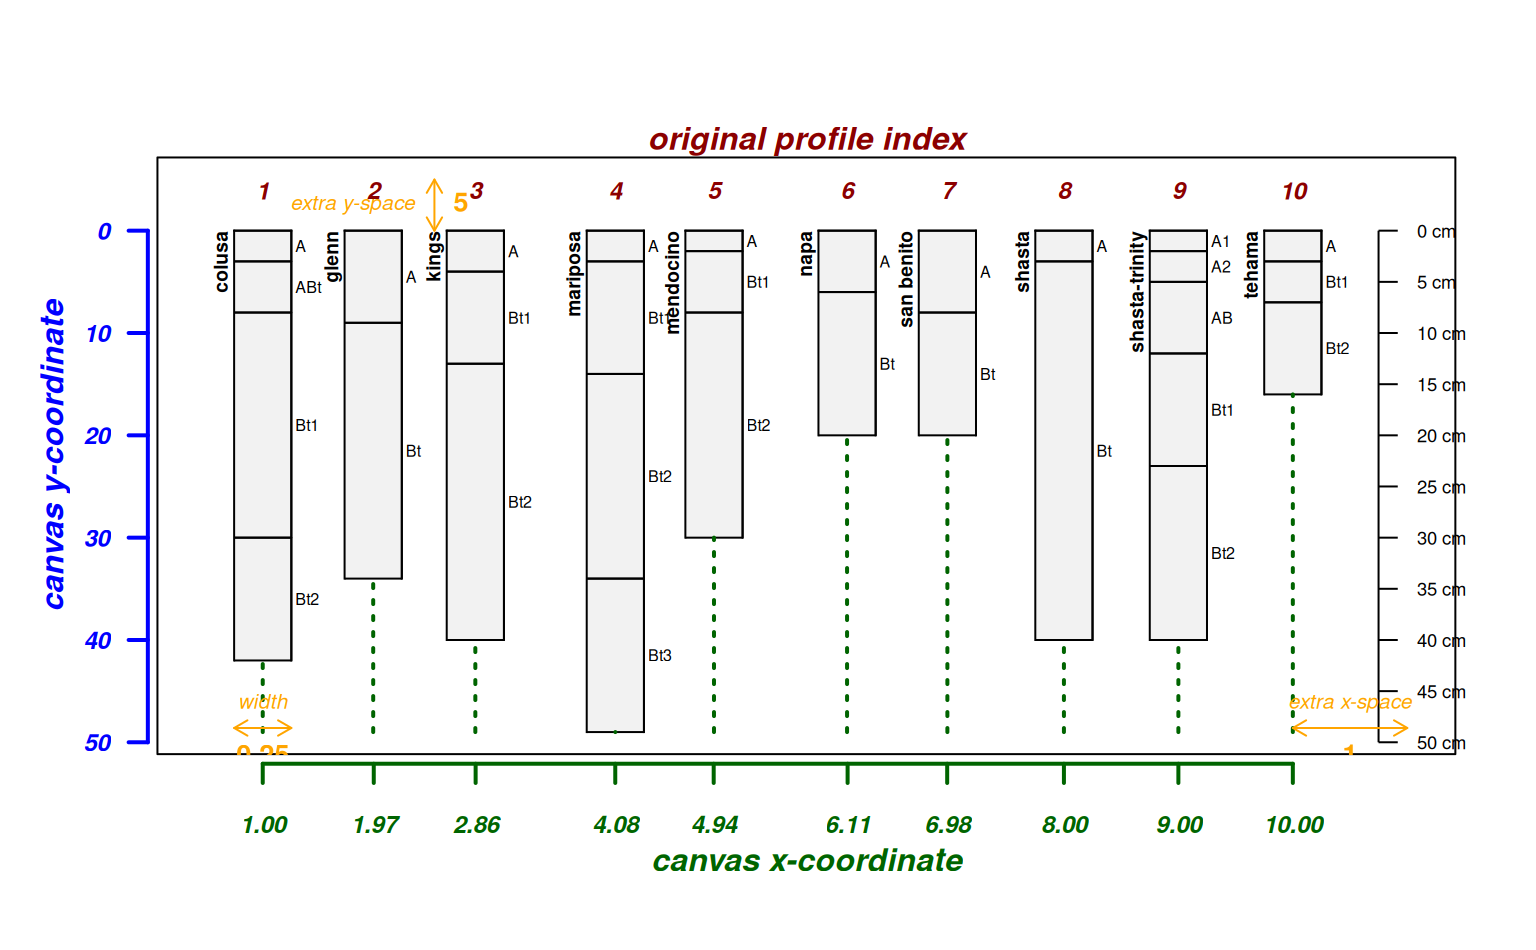 original profile index
1 2 3 4 5 6 7 8 9 10
extra y-space 5
canvas y-coordinate
0
10
20
30
40
50
colusa
A
ABt
Bt1
Bt2
glenn
A
Bt
kings
A
Bt1
Bt2
mariposa
A
Bt1
Bt2
Bt3
mendocino
A
Bt1
Bt2
napa
A
Bt
san benito
A
Bt
shasta
A
Bt
shasta-trinity
A1
A2
AB
Bt1
Bt2
tehama
A
Bt1
Bt2
0 cm
5 cm
10 cm
15 cm
20 cm
25 cm
30 cm
35 cm
40 cm
45 cm
50 cm
width
0.25
extra x-space
1
1.00 1.97 2.86 4.08 4.94 6.11 6.98 8.00 9.00 10.00
canvas x-coordinate